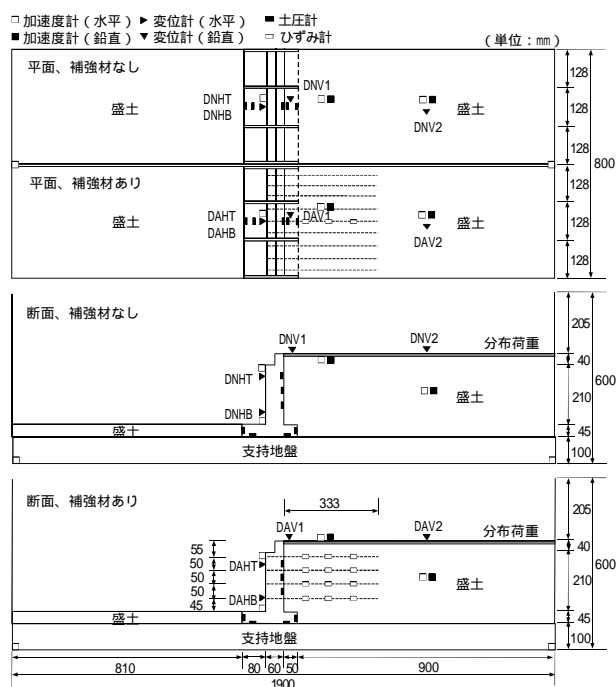 □ 加速度計（水平） ▶ 変位計（水平） ■ 土圧計
■ 加速度計（鉛直） ▼ 変位計（鉛直） □ ひずみ計
（単位：mm）
平面、補強材なし
盛土
DNHT
DNHB
DNV1
DNV2
盛土
128
128
128
800
平面、補強材あり
盛土
DAHT
DAHB
DAV1
DAV2
盛土
128
128
128
断面、補強材なし
DNV1
DNV2
分布荷重
DNHT
DNHB
盛土
盛土
支持地盤
205
40
210
45
100
600
断面、補強材あり
333
DAV1
DAV2
分布荷重
55
50
50
50
45
DAHT
DAHB
盛土
盛土
支持地盤
205
40
210
45
100
600
810
80
60
50
900
1900